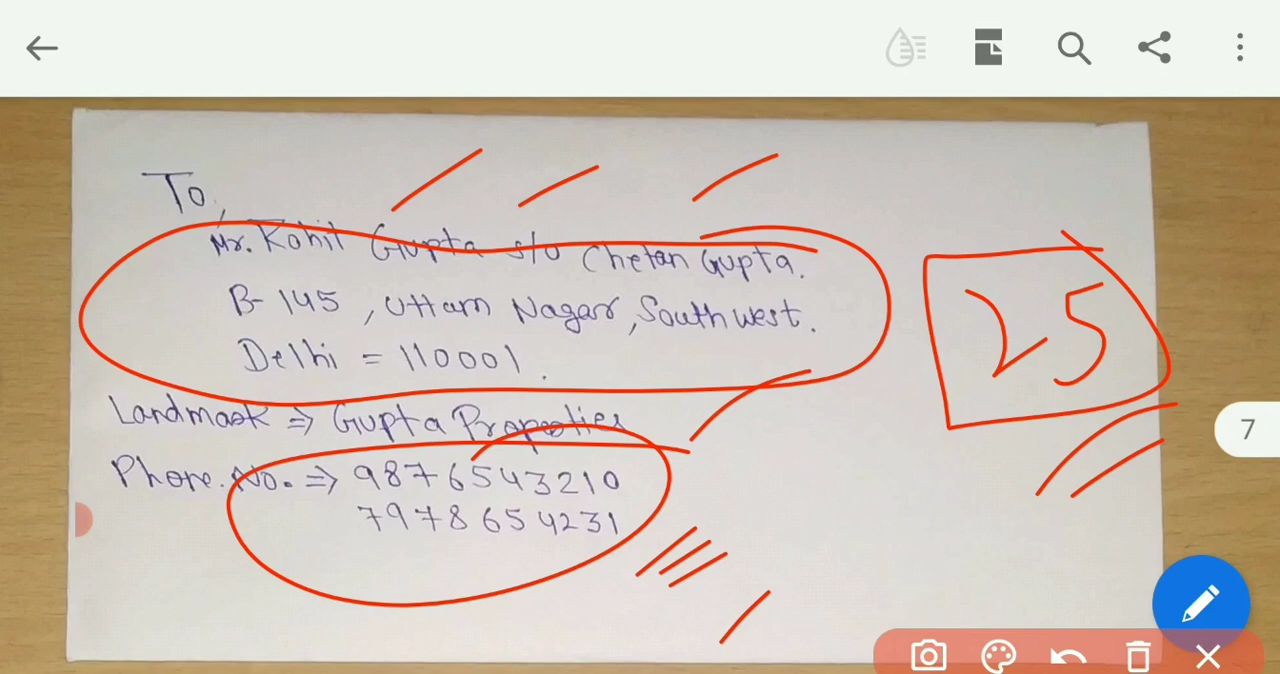 To,
Mr. Rohit Gupta s/o Chetan Gupta.
B- 145, Uttam Nagar, South west.
Delhi = 110001.
25
Landmark ⇒ Gupta Properties
7
Phone. No. ⇒ 9876543210
7978654231